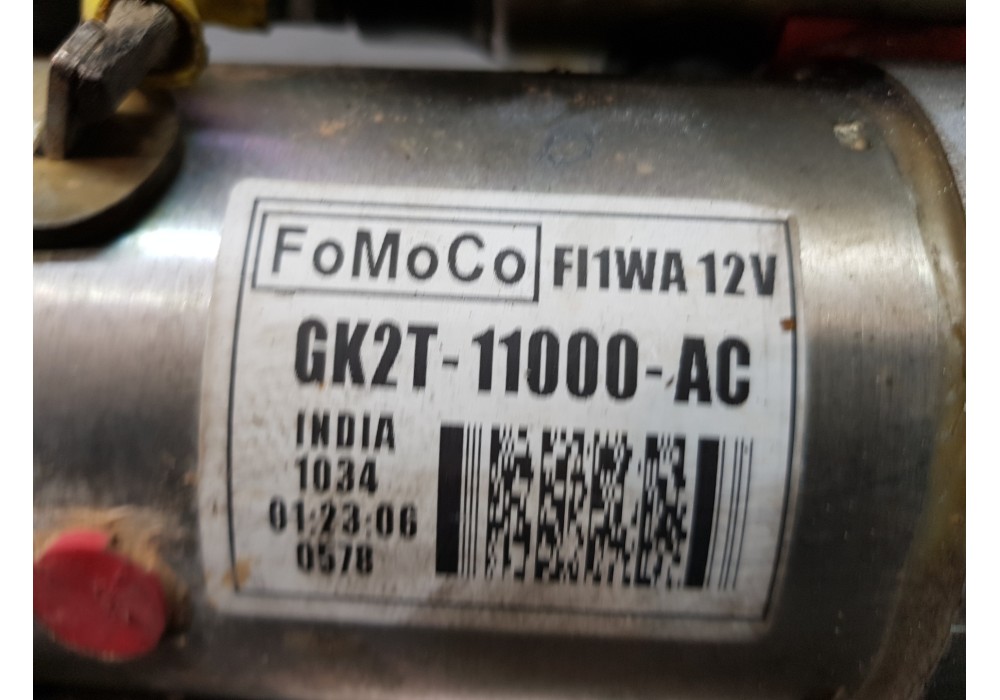 FoMoCo FI1WA 12V
GK2T-11000-AC
INDIA
1034
01:23:06
0578